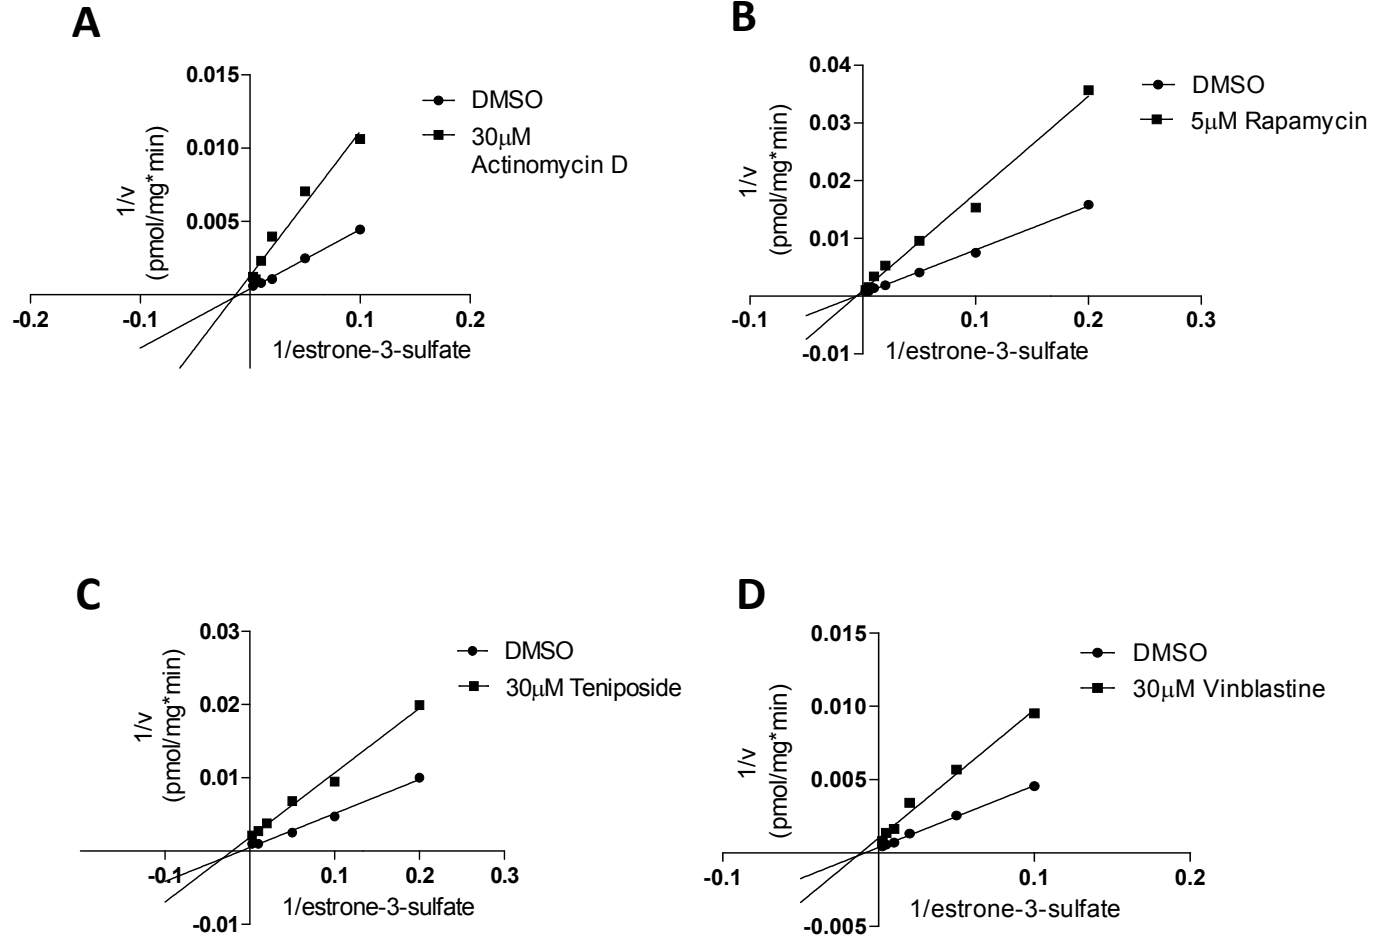 A
0.015
0.010
0.005
1/v
(pmol/mg*min)
-0.2
-0.1
0.1
0.2
1/estrone-3-sulfate
DMSO
30μM
Actinomycin D
B
0.04
0.03
0.02
0.01
-0.01
1/v
(pmol/mg*min)
-0.1
0.1
0.2
0.3
1/estrone-3-sulfate
DMSO
5μM Rapamycin
C
0.03
0.02
0.01
-0.01
1/v
(pmol/mg*min)
-0.1
0.1
0.2
0.3
1/estrone-3-sulfate
DMSO
30μM Teniposide
D
0.015
0.010
0.005
-0.005
1/v
(pmol/mg*min)
-0.1
0.1
0.2
1/estrone-3-sulfate
DMSO
30μM Vinblastine